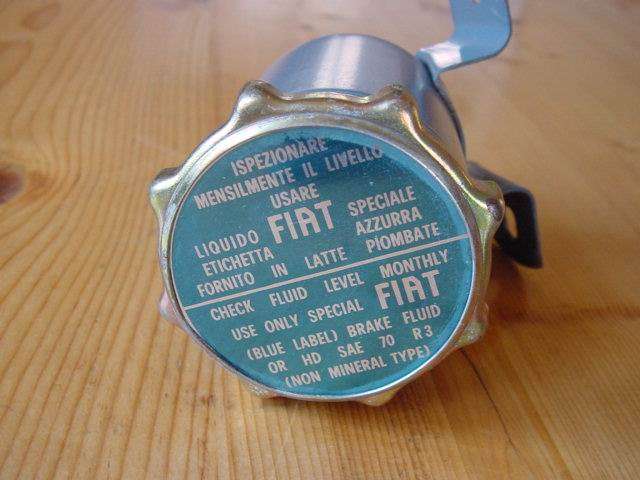 ISPEZIONARE
MENSILMENTE IL LIVELLO
USARE
LIQUIDO FIAT SPECIALE
ETICHETTA AZZURRA
FORNITO IN LATTE PIOMBATE
CHECK FLUID LEVEL MONTHLY
USE ONLY SPECIAL FIAT
(BLUE LABEL) BRAKE FLUID
OR HD SAE 70 R3
(NON MINERAL TYPE)